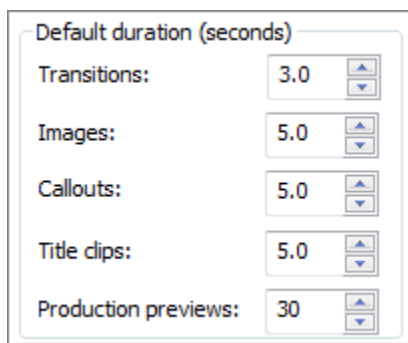 Default duration (seconds)
Transitions: 3.0
Images: 5.0
Callouts: 5.0
Title clips: 5.0
Production previews: 30